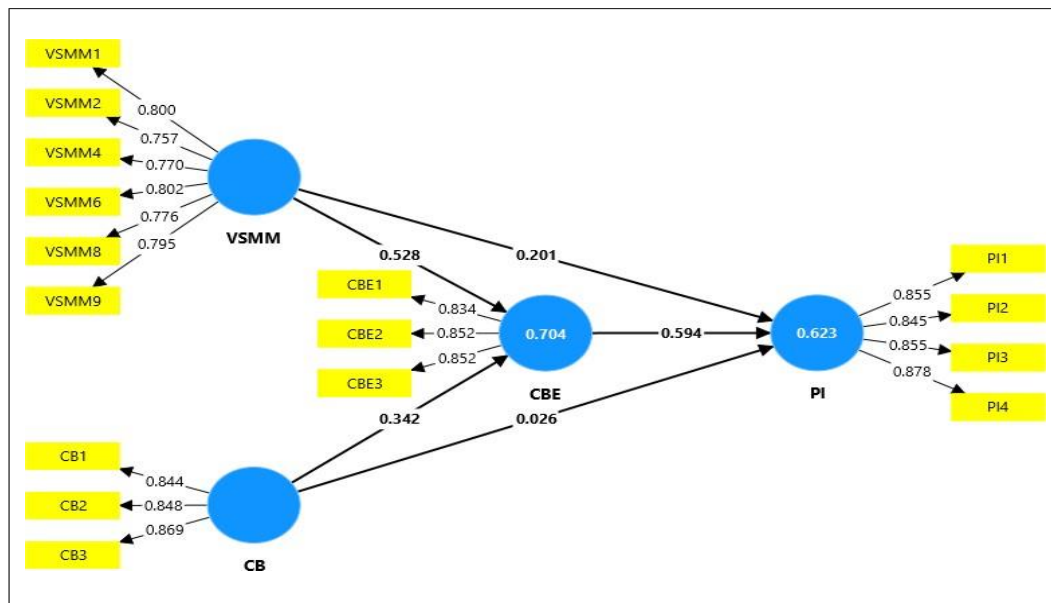 VSMM1
0.800
VSMM2
0.757
VSMM4
0.770
VSMM6
0.802
VSMM8
0.776
VSMM9
0.795
VSMM
0.528
0.201
CBE1
0.834
CBE2
0.852
CBE3
0.852
0.704
CBE
0.594
0.623
PI
PI1
0.855
PI2
0.845
PI3
0.855
PI4
0.878
0.342
0.026
CB1
0.844
CB2
0.848
CB3
0.869
CB